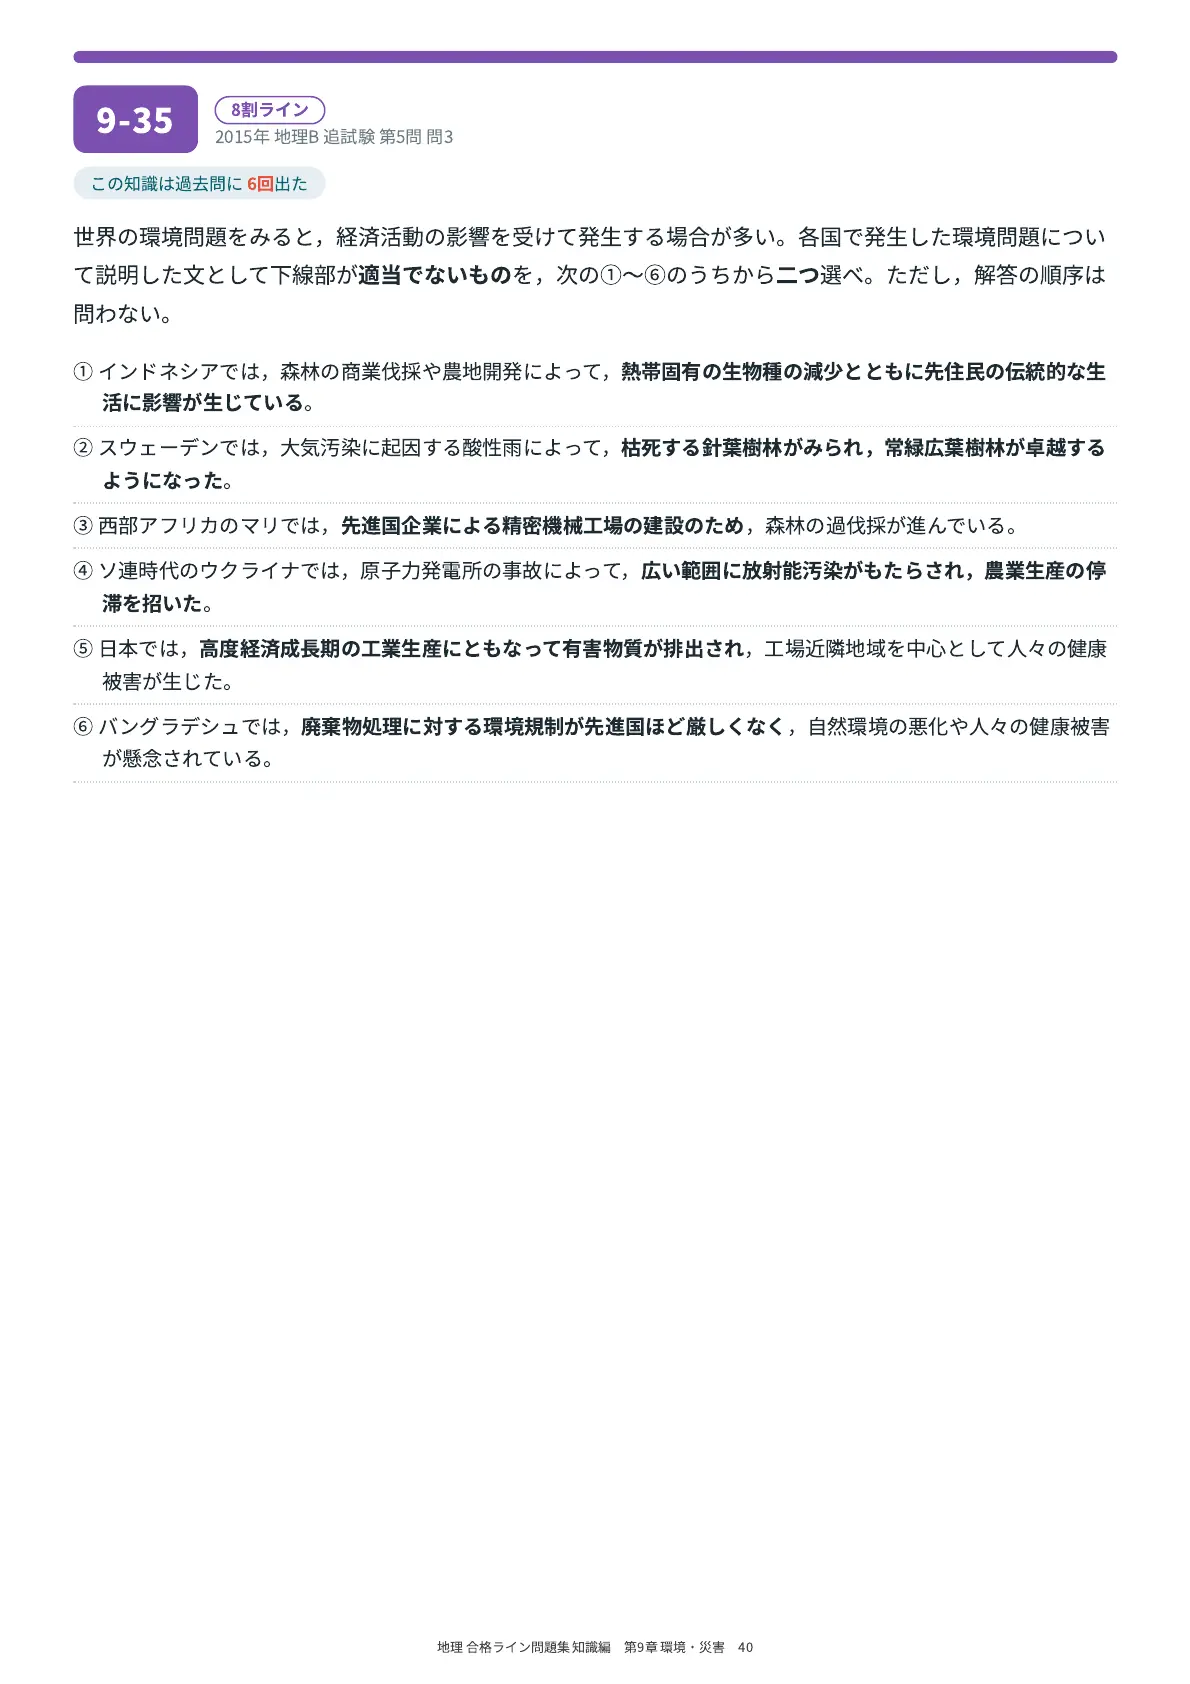 9-35
8割ライン
2015年 地理B 追試験 第5問 問3
この知識は過去問に 6回出た
世界の環境問題をみると，経済活動の影響を受けて発生する場合が多い。各国で発生した環境問題につい
て説明した文として下線部が適当でないものを，次の①～⑥のうちから二つ選べ。ただし，解答の順序は
問わない。
① インドネシアでは，森林の商業伐採や農地開発によって，熱帯固有の生物種の減少とともに先住民の伝統的な生
活に影響が生じている。
② スウェーデンでは，大気汚染に起因する酸性雨によって，枯死する針葉樹林がみられ，常緑広葉樹林が卓越する
ようになった。
③ 西部アフリカのマリでは，先進国企業による精密機械工場の建設のため，森林の過伐採が進んでいる。
④ ソ連時代のウクライナでは，原子力発電所の事故によって，広い範囲に放射能汚染がもたらされ，農業生産の停
滞を招いた。
⑤ 日本では，高度経済成長期の工業生産にともなって有害物質が排出され，工場近隣地域を中心として人々の健康
被害が生じた。
⑥ バングラデシュでは，廃棄物処理に対する環境規制が先進国ほど厳しくなく，自然環境の悪化や人々の健康被害
が懸念されている。
地理 合格ライン問題集 知識編　第9章 環境・災害　40